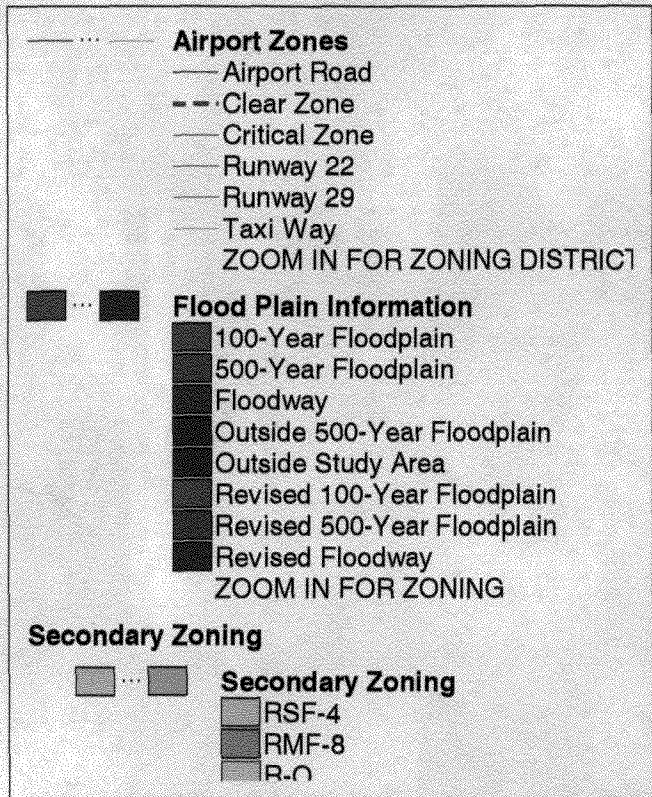 Airport Zones
Airport Road
Clear Zone
Critical Zone
Runway 22
Runway 29
Taxi Way
ZOOM IN FOR ZONING DISTRICT
Flood Plain Information
100-Year Floodplain
500-Year Floodplain
Floodway
Outside 500-Year Floodplain
Outside Study Area
Revised 100-Year Floodplain
Revised 500-Year Floodplain
Revised Floodway
ZOOM IN FOR ZONING
Secondary Zoning
Secondary Zoning
RSF-4
RMF-8
R-O